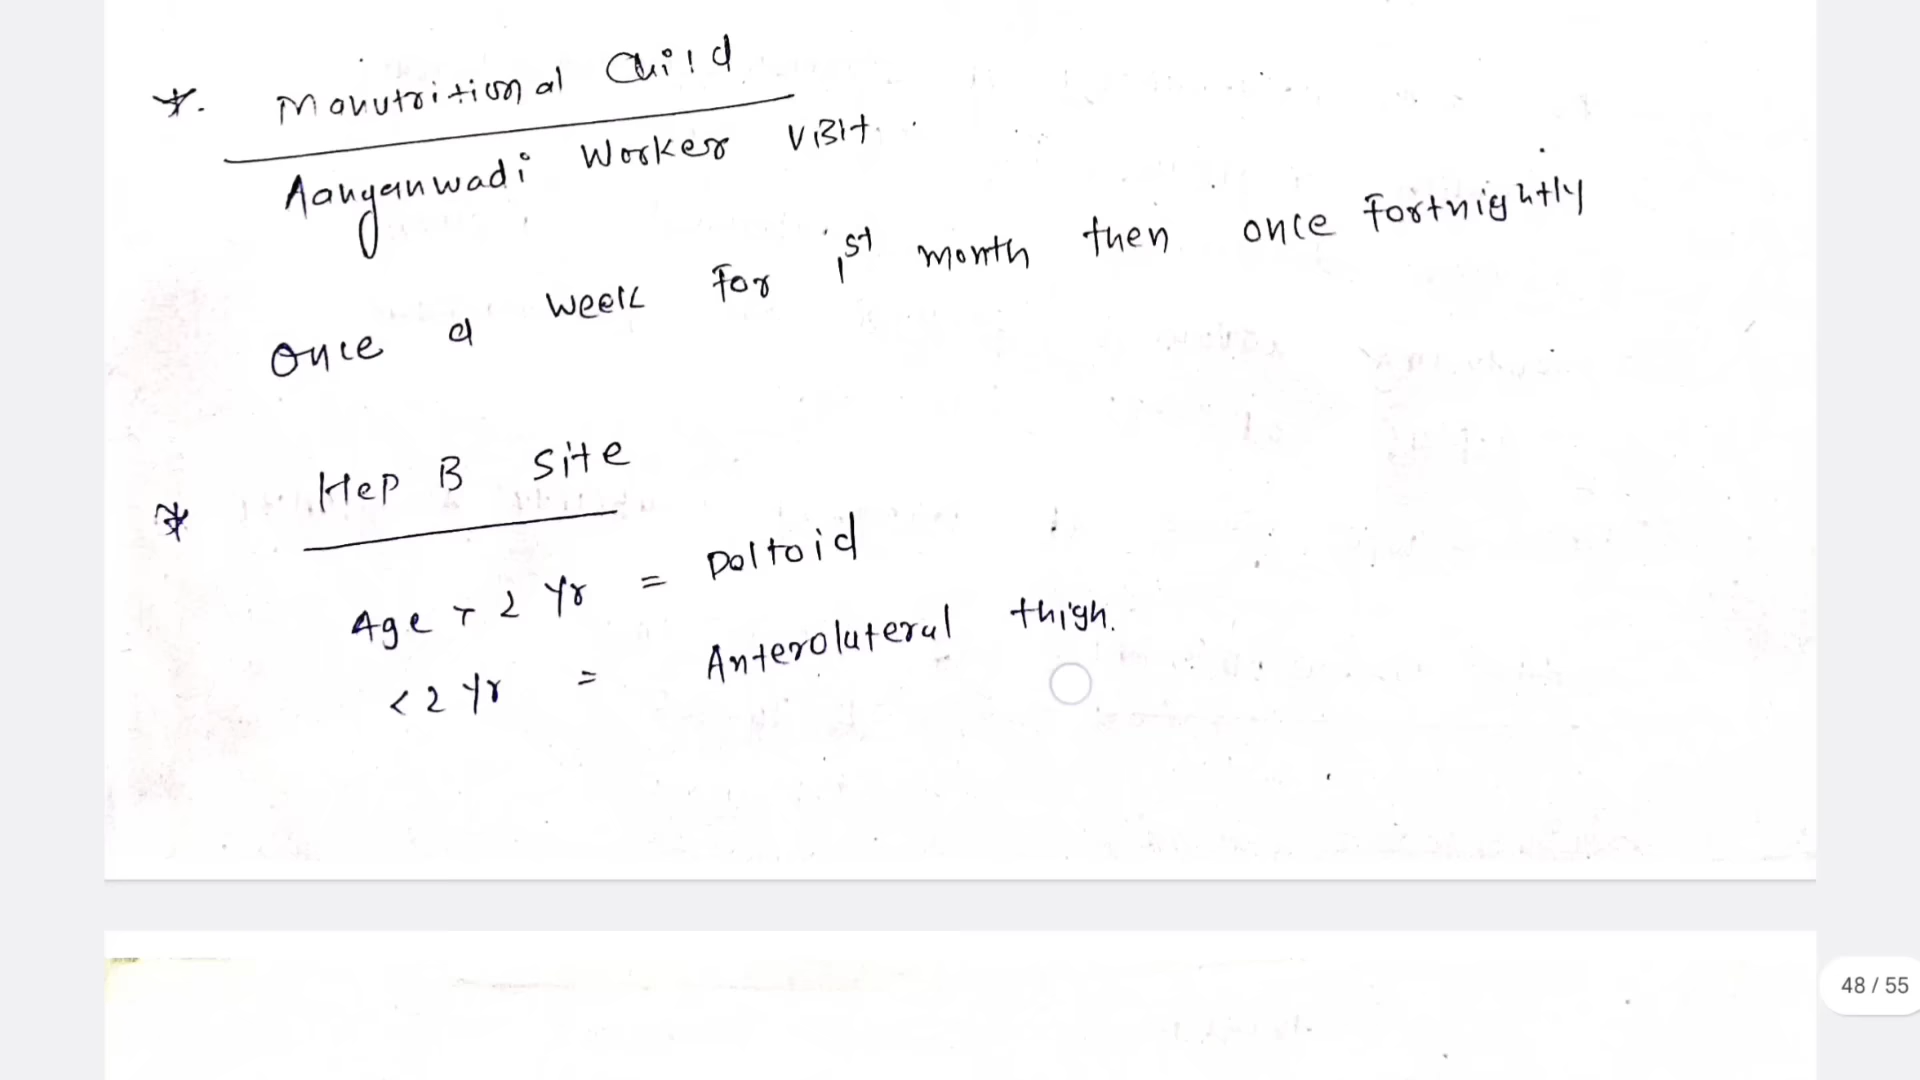 *. Manutritional Child
Aanganwadi Worker Visit.
Once a week For 1st month then once Fortnightly
* Hep B Site
Age > 2 Yr = Deltoid
< 2 Yr = Anterolateral thigh.
48 / 55